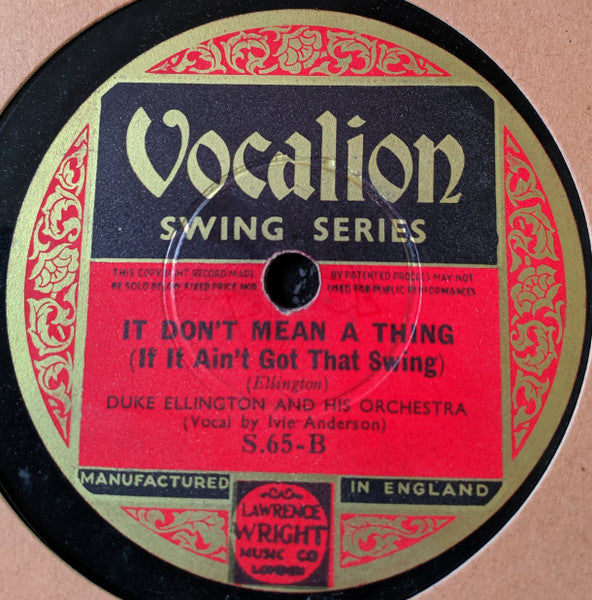 Vocalion
SWING SERIES
THIS COPYRIGHT RECORD MADE BY PATENTED PROCESS MAY NOT
BE SOLD BELOW FIXED PRICE NOR USED FOR PUBLIC PERFORMANCES
IT DON'T MEAN A THING
(If It Ain't Got That Swing)
(Ellington)
DUKE ELLINGTON AND HIS ORCHESTRA
(Vocal by Ivie Anderson)
S.65-B
MANUFACTURED IN ENGLAND
LAWRENCE
WRIGHT
MUSIC CO
LONDON